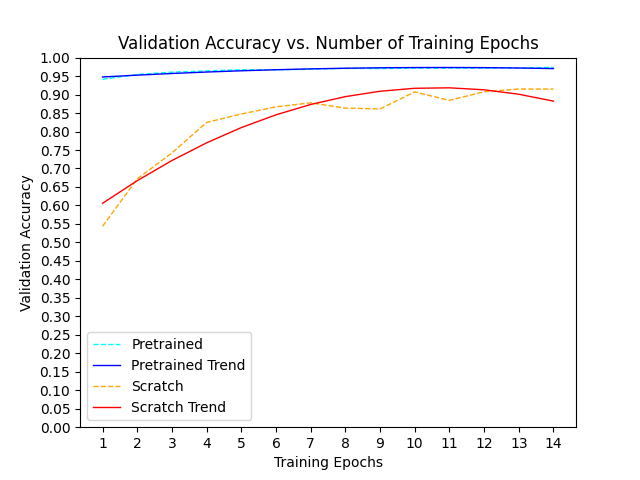 Validation Accuracy vs. Number of Training Epochs
Validation Accuracy
1.00
0.95
0.90
0.85
0.80
0.75
0.70
0.65
0.60
0.55
0.50
0.45
0.40
0.35
0.30
0.25
0.20
0.15
0.10
0.05
0.00
Pretrained
Pretrained Trend
Scratch
Scratch Trend
1 2 3 4 5 6 7 8 9 10 11 12 13 14
Training Epochs